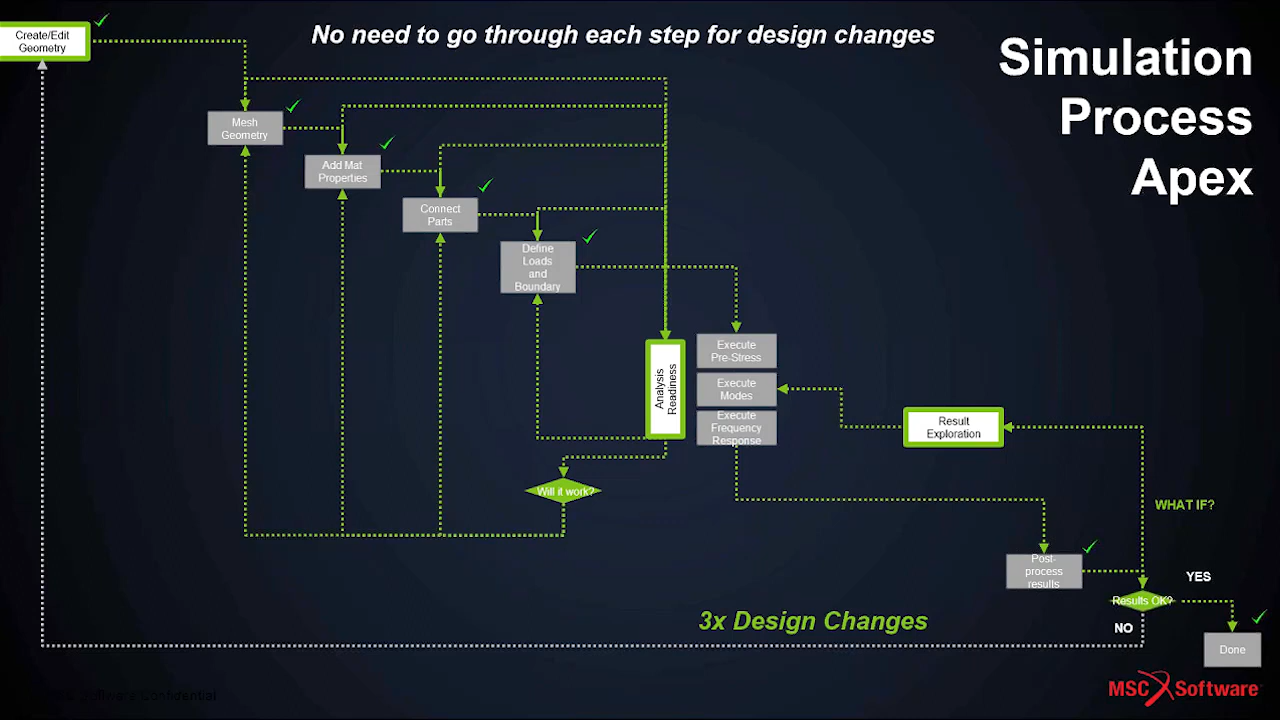 Create/Edit
Geometry
No need to go through each step for design changes
Simulation
Process
Apex
Mesh
Geometry
Add Mat
Properties
Connect
Parts
Define
Loads
and
Boundary
Analysis
Readiness
Execute
Pre-Stress
Execute
Modes
Execute
Frequency
Response
Result
Exploration
Will it work?
WHAT IF?
Post-
process
results
YES
Results OK?
NO
3x Design Changes
Done
MSC Software
Software Confidential